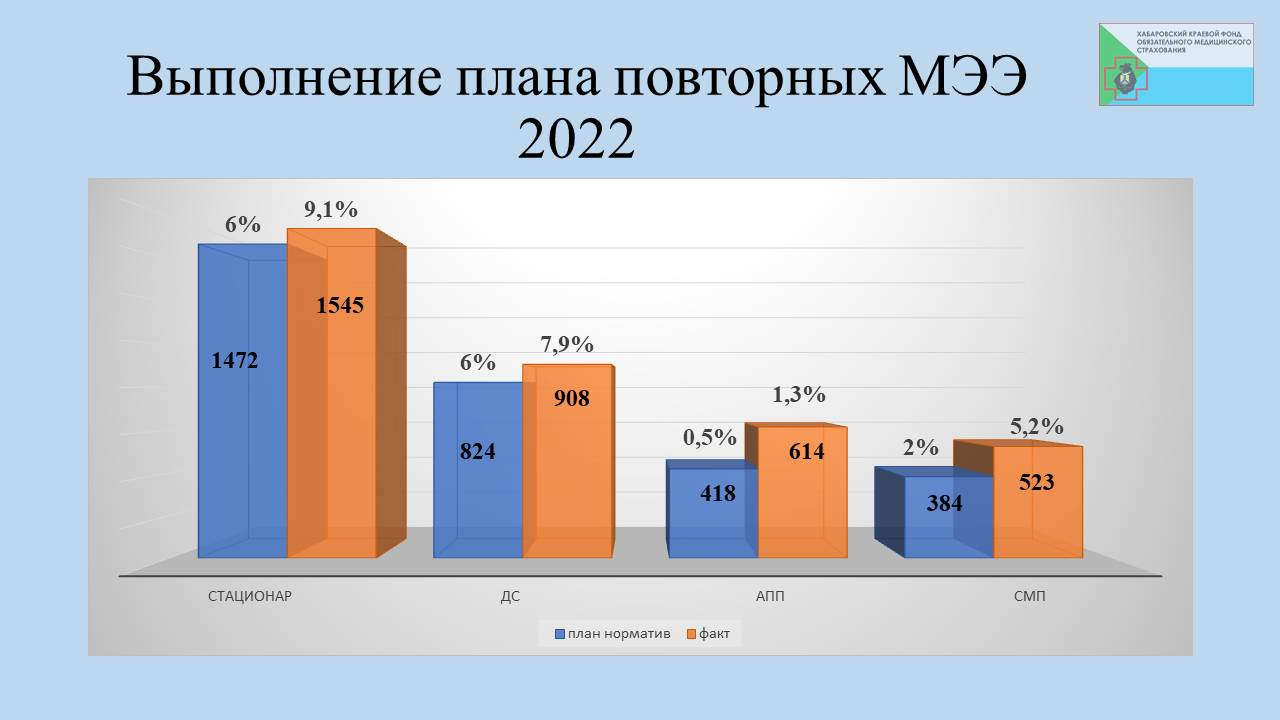 ХАБАРОВСКИЙ КРАЕВОЙ ФОНД
ОБЯЗАТЕЛЬНОГО МЕДИЦИНСКОГО
СТРАХОВАНИЯ
Выполнение плана повторных МЭЭ
2022
6%
9,1%
1472
1545
6%
7,9%
824
908
0,5%
1,3%
418
614
2%
5,2%
384
523
СТАЦИОНАР
ДС
АПП
СМП
план норматив
факт